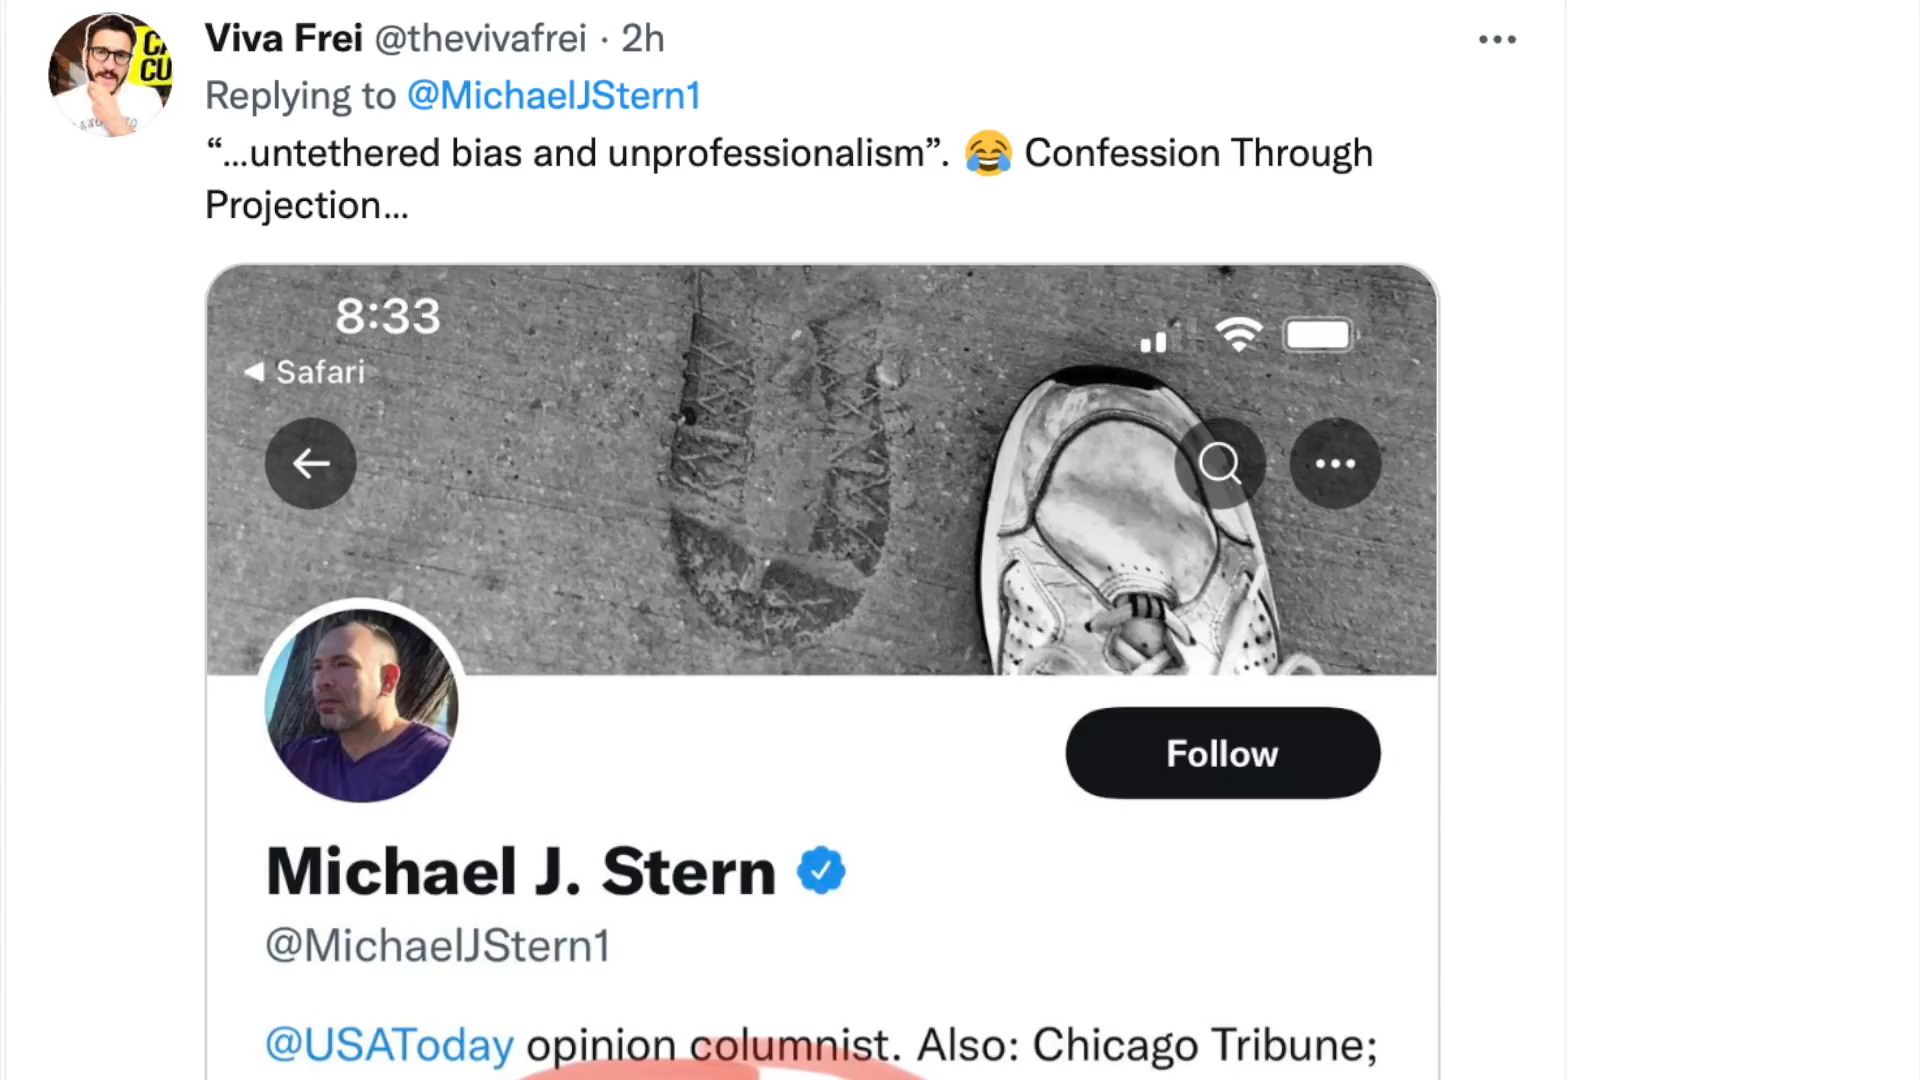 Viva Frei @thevivafrei · 2h
Replying to @MichaelJStern1
“...untethered bias and unprofessionalism”. 😂 Confession Through
Projection...
8:33
◀ Safari
Follow
Michael J. Stern
@MichaelJStern1
@USAToday opinion columnist. Also: Chicago Tribune;